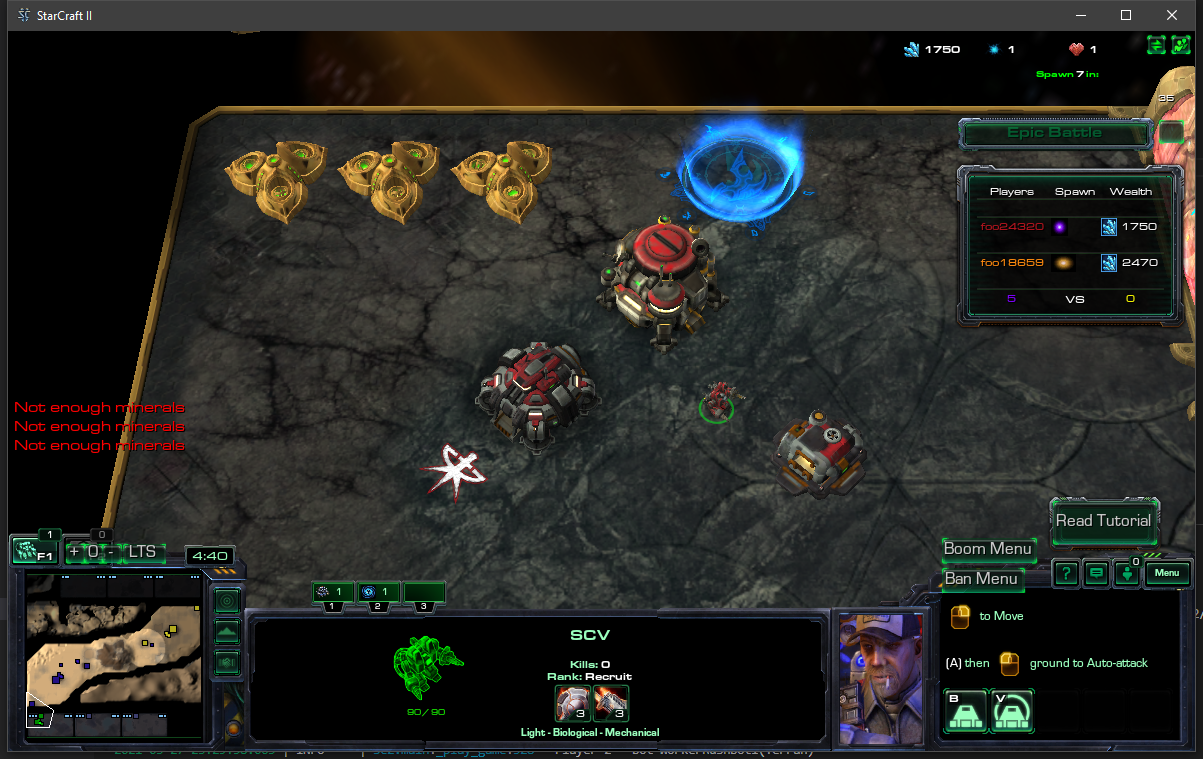 StarCraft II
1750 1 1
Spawn 7 in:
35
Epic Battle
Players Spawn Wealth
foo24320 1750
foo18659 2470
5 VS 0
Not enough minerals
Not enough minerals
Not enough minerals
Read Tutorial
1 0
F1 + 0 - LTS 4:40
Boom Menu
Ban Menu
? 0 Menu
1 1
1 2 3
SCV
Kills: 0
Rank: Recruit
3 3
90/90
Light - Biological - Mechanical
to Move
(A) then ground to Auto attack
B V